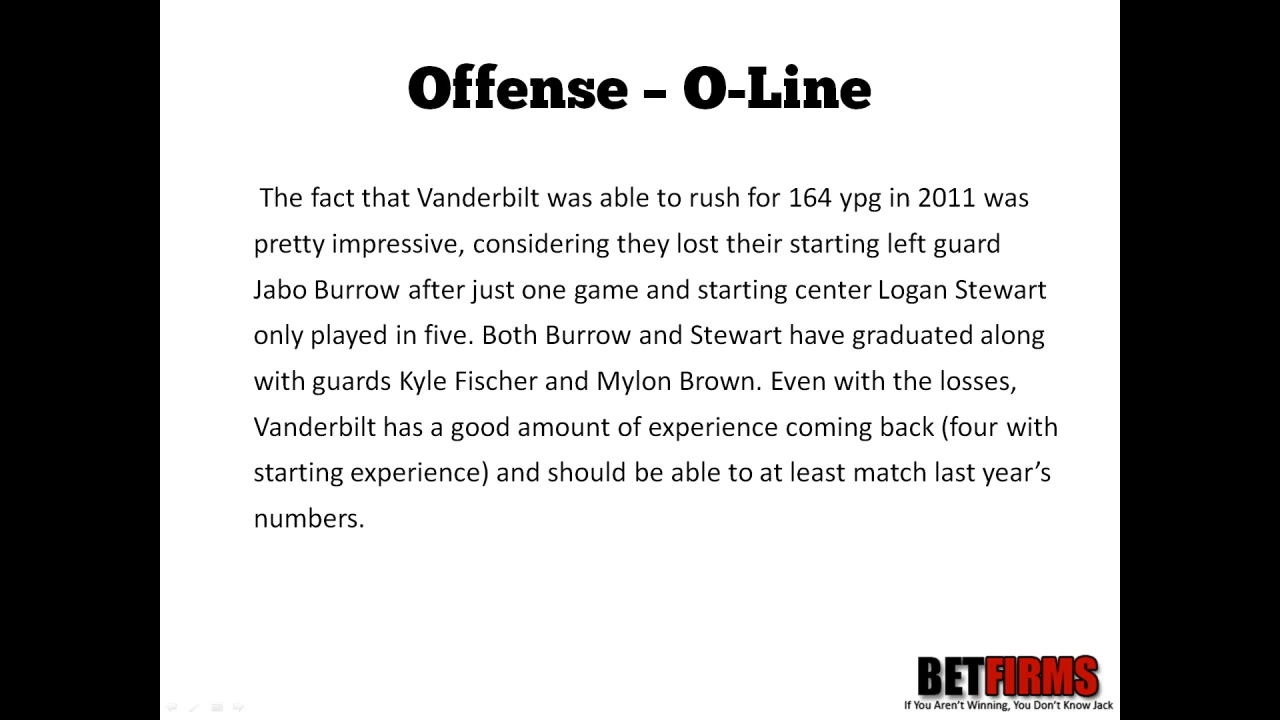 Offense – O-Line
The fact that Vanderbilt was able to rush for 164 ypg in 2011 was
pretty impressive, considering they lost their starting left guard
Jabo Burrow after just one game and starting center Logan Stewart
only played in five. Both Burrow and Stewart have graduated along
with guards Kyle Fischer and Mylon Brown. Even with the losses,
Vanderbilt has a good amount of experience coming back (four with
starting experience) and should be able to at least match last year’s
numbers.
BETFIRMS
If You Aren't Winning, You Don't Know Jack